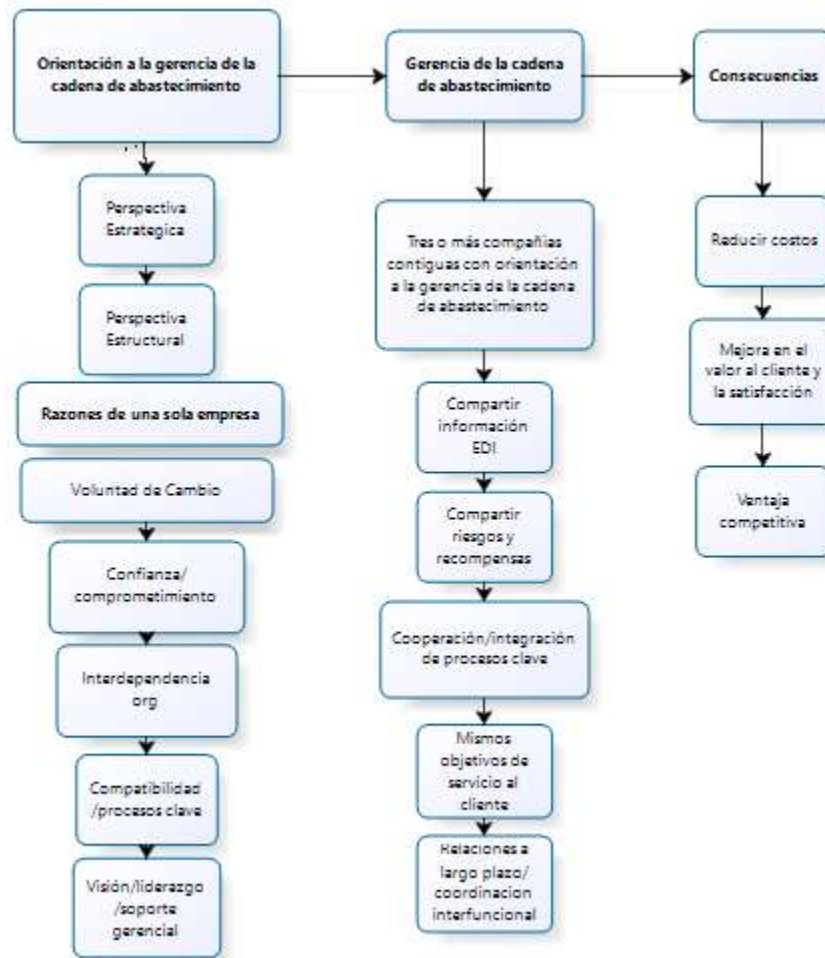 Orientación a la gerencia de la
cadena de abastecimiento
Perspectiva
Estrategica
Perspectiva
Estructural
Razones de una sola empresa
Voluntad de Cambio
Confianza/
comprometimiento
Interdependencia
org
Compatibilidad
/procesos clave
Visión/liderazgo
/soporte
gerencial
Gerencia de la cadena
de abastecimiento
Tres o más compañias
contiguas con orientación
a la gerencia de la cadena
de abastecimiento
Compartir
información
EDI
Compartir
riesgos y
recompensas
Cooperación/integración
de procesos clave
Mismos
objetivos de
servicio al
cliente
Relaciones a
largo plazo/
coordinacion
interfuncional
Consecuencias
Reducir costos
Mejora en el
valor al cliente y
la satisfacción
Ventaja
competitiva